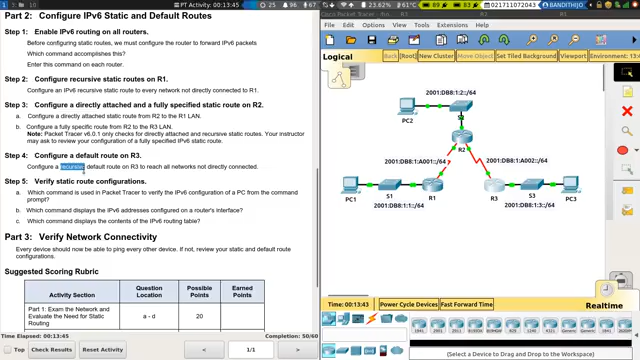 PT Activity: 00:13:45
Part 2: Configure IPv6 Static and Default Routes
Step 1: Enable IPv6 routing on all routers.
Before configuring static routes, we must configure the router to forward IPv6 packets
Which command accomplishes this?
Enter this command on each router.
Step 2: Configure recursive static routes on R1.
Configure an IPv6 recursive static route to every network not directly connected to R1.
Step 3: Configure a directly attached and a fully specified static route on R2.
a. Configure a directly attached static route from R2 to the R1 LAN.
b. Configure a fully specific route from R2 to the R3 LAN.
Note: Packet Tracer v6.0.1 only checks for directly attached and recursive static routes. Your instructor
may ask to review your configuration of a fully specified static route.
Step 4: Configure a default route on R3.
Configure a recursive default route on R3 to reach all networks not directly connected.
Step 5: Verify static route configurations.
a. Which command is used in Packet Tracer to verify the IPv6 configuration of a PC from the command
prompt?
b. Which command displays the IPv6 addresses configured on a router's interface?
c. Which command displays the contents of the IPv6 routing table?
Part 3: Verify Network Connectivity
Every device should now be able to ping every other device. If not, review your static and default route
configurations.
Suggested Scoring Rubric
Activity Section
Question
Location
Possible
Points
Earned
Points
Part 1: Exam the Network and
Evaluate the Need for Static
Routing
a - d
20
Time Elapsed: 00:13:45
Completion: 50/60
Top
Check Results
Reset Activity
<
1/1
>
23.62%
BANDITHIJO
File Edit Options View Tools Extensions Help
Logical
Back
New Cluster
Move Object
Set Tiled Background
2001:DB8:1:2::/64
PC2
S2
R2
2001:DB8:1:A001::/64
2001:DB8:1:A002::/64
PC1
S1
R1
R3
S3
PC3
2001:DB8:1:1::/64
2001:DB8:1:3::/64
Time: 00:13:43
Power Cycle Devices
Fast Forward Time
Realtime
(Select a Device to Drag and Drop to the Workspace)